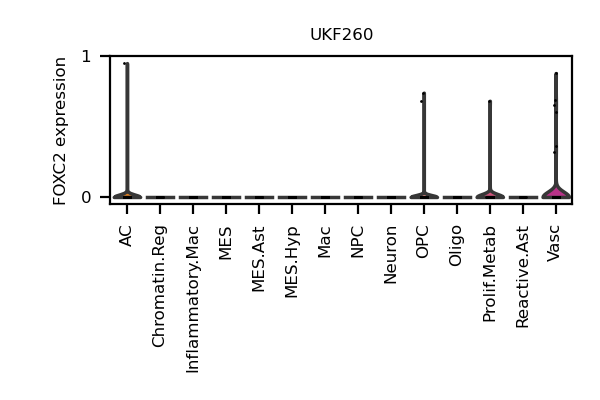 UKF260
FOXC2 expression
1
0
AC
Chromatin.Reg
Inflammatory.Mac
MES
MES.Ast
MES.Hyp
Mac
NPC
Neuron
OPC
Oligo
Prolif.Metab
Reactive.Ast
Vasc